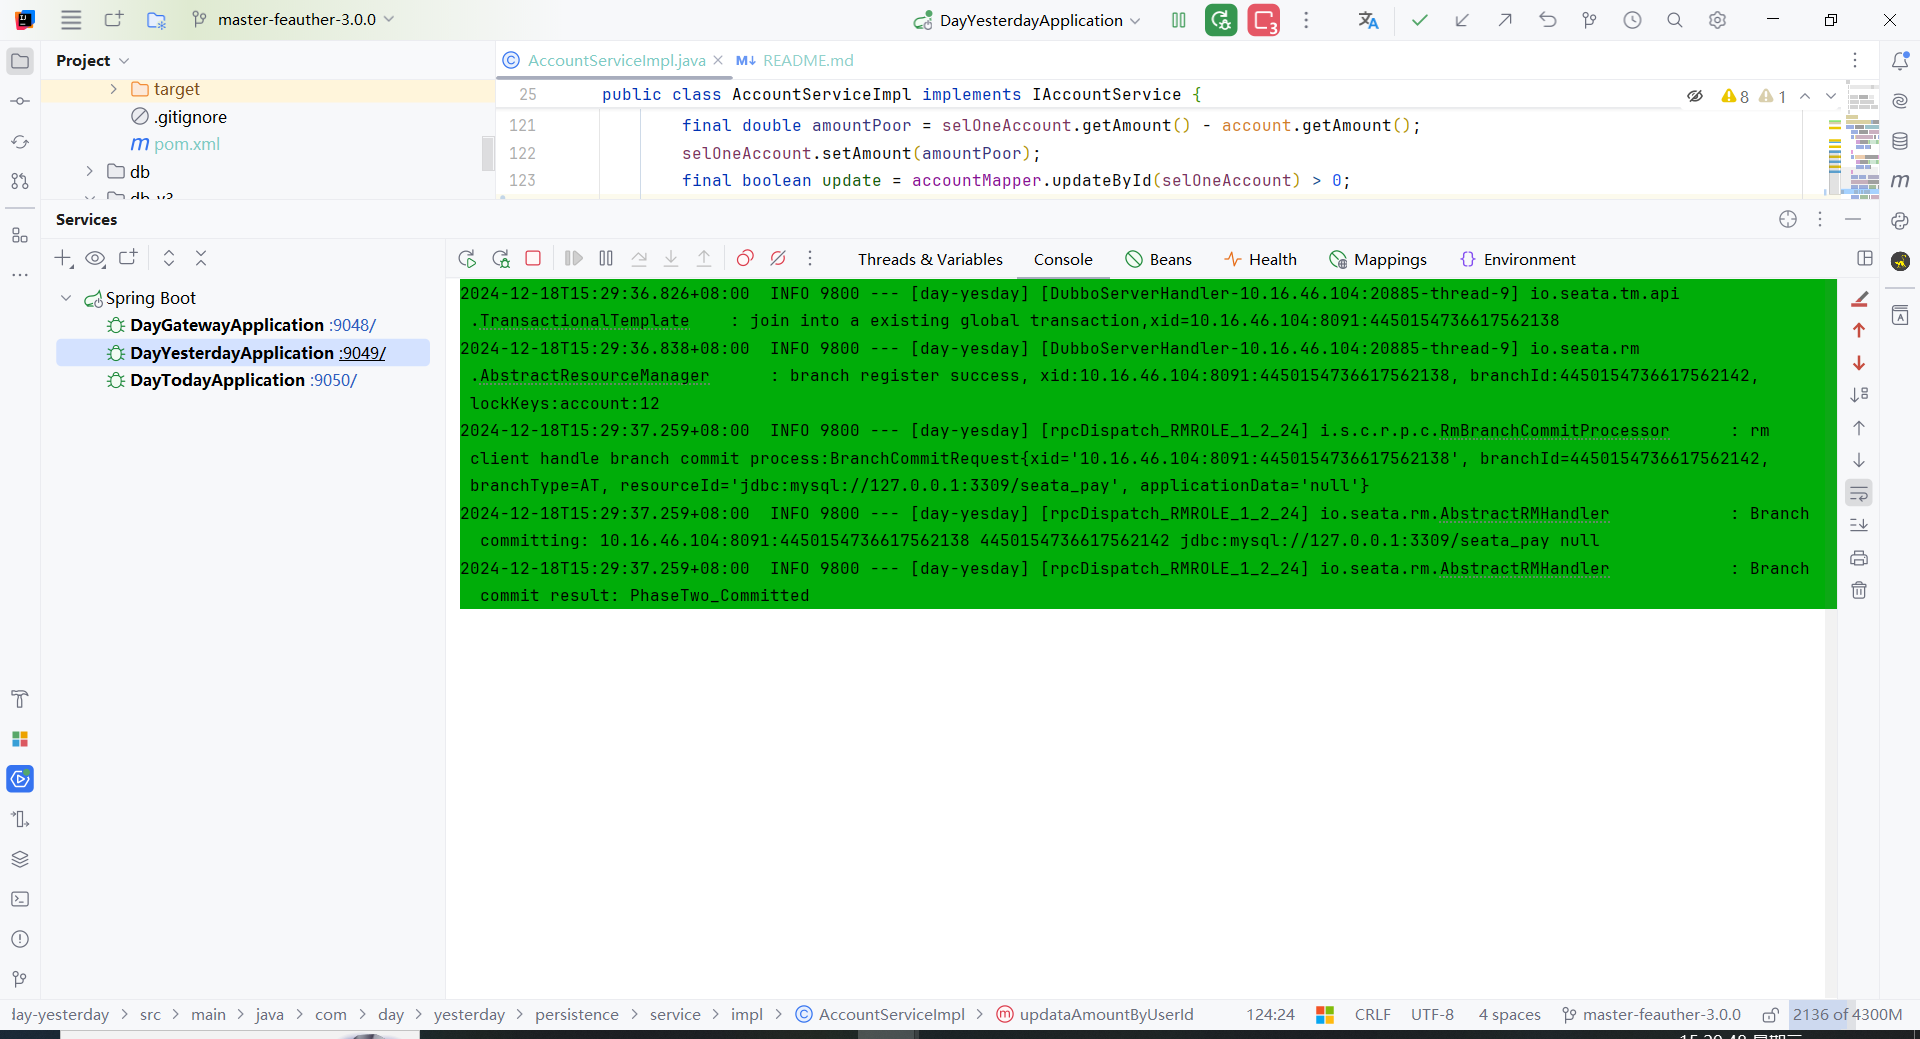 master-feauther-3.0.0
DayYesterdayApplication
3
Project
AccountServiceImpl.java
M↓ README.md
target
.gitignore
pom.xml
db
25 public class AccountServiceImpl implements IAccountService {
8 1
121 final double amountPoor = selOneAccount.getAmount() - account.getAmount();
122 selOneAccount.setAmount(amountPoor);
123 final boolean update = accountMapper.updateById(selOneAccount) > 0;
Services
Threads & Variables Console Beans Health Mappings Environment
Spring Boot
DayGatewayApplication :9048/
DayYesterdayApplication :9049/
DayTodayApplication :9050/
2024-12-18T15:29:36.826+08:00 INFO 9800 --- [day-yesday] [DubboServerHandler-10.16.46.104:20885-thread-9] io.seata.tm.api
.TransactionalTemplate : join into a existing global transaction,xid=10.16.46.104:8091:4450154736617562138
2024-12-18T15:29:36.838+08:00 INFO 9800 --- [day-yesday] [DubboServerHandler-10.16.46.104:20885-thread-9] io.seata.rm
.AbstractResourceManager : branch register success, xid:10.16.46.104:8091:4450154736617562138, branchId:4450154736617562142,
lockKeys:account:12
2024-12-18T15:29:37.259+08:00 INFO 9800 --- [day-yesday] [rpcDispatch_RMROLE_1_2_24] i.s.c.r.p.c.RmBranchCommitProcessor : rm
client handle branch commit process:BranchCommitRequest{xid='10.16.46.104:8091:4450154736617562138', branchId=4450154736617562142,
branchType=AT, resourceId='jdbc:mysql://127.0.0.1:3309/seata_pay', applicationData='null'}
2024-12-18T15:29:37.259+08:00 INFO 9800 --- [day-yesday] [rpcDispatch_RMROLE_1_2_24] io.seata.rm.AbstractRMHandler : Branch
committing: 10.16.46.104:8091:4450154736617562138 4450154736617562142 jdbc:mysql://127.0.0.1:3309/seata_pay null
2024-12-18T15:29:37.259+08:00 INFO 9800 --- [day-yesday] [rpcDispatch_RMROLE_1_2_24] io.seata.rm.AbstractRMHandler : Branch
commit result: PhaseTwo_Committed
day-yesterday > src > main > java > com > day > yesterday > persistence > service > impl > AccountServiceImpl > updataAmountByUserId
124:24 CRLF UTF-8 4 spaces master-feauther-3.0.0 2136 of 4300M